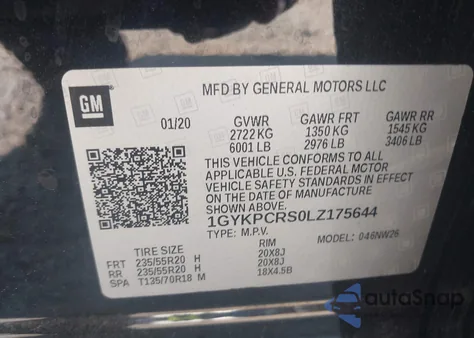 MFD BY GENERAL MOTORS LLC
GM
01/20 GVWR GAWR FRT GAWR RR
2722 KG 1350 KG 1545 KG
6001 LB 2976 LB 3406 LB
THIS VEHICLE CONFORMS TO ALL
APPLICABLE U.S. FEDERAL MOTOR
VEHICLE SAFETY STANDARDS IN
EFFECT ON THE DATE OF MANUFACTURE
SHOWN ABOVE.
1GYKPCRS0LZ175644
TYPE: M.P.V. MODEL: 046NW26
TIRE SIZE RIM
FRT 235/55R20 H 20X8J
RR 235/55R20 H 20X8J
SPA T135/70R18 M 18X4.5B
autoSnap